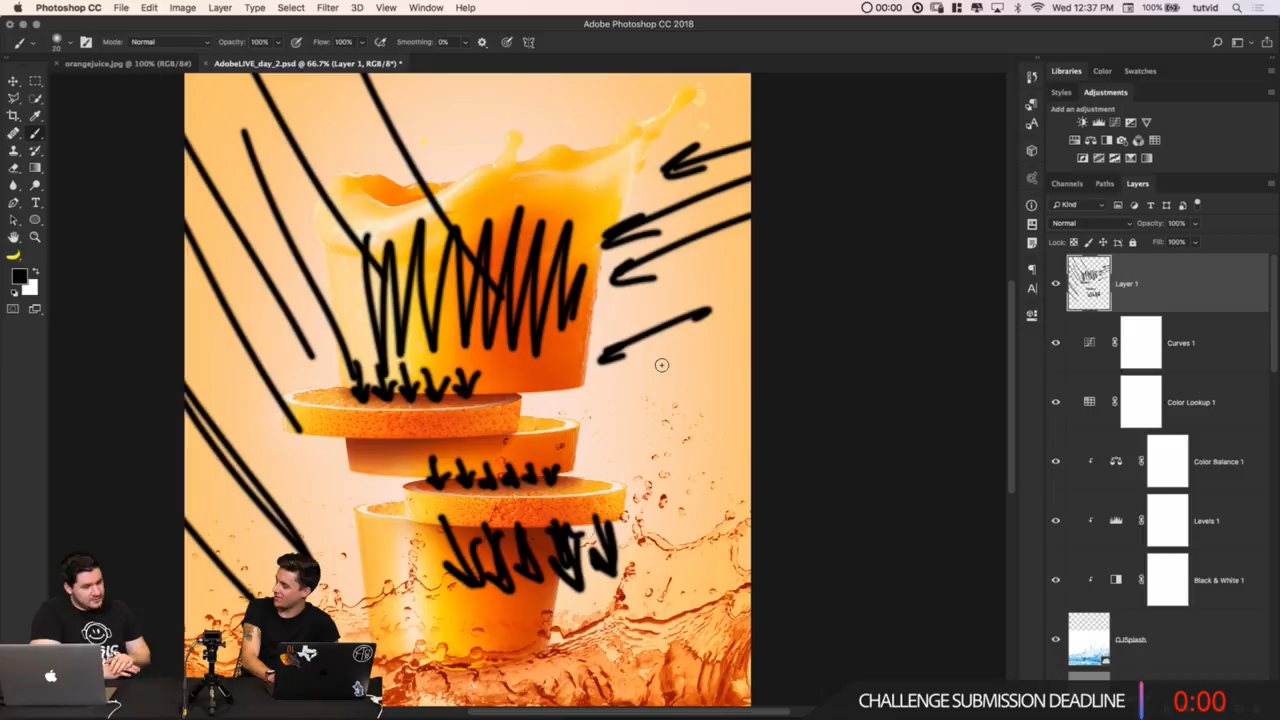 Photoshop CC File Edit Image Layer Type Select Filter 3D View Window Help
00:00 100% Wed 12:37 PM tutvid
Adobe Photoshop CC 2018
20 Mode: Normal Opacity: 100% Flow: 100% Smoothing: 0%
orangejuice.jpg @ 100% (RGB/8#) AdobeLIVE_day_2.psd @ 66.7% (Layer 1, RGB/8*) *
Libraries Color Swatches
Styles Adjustments
Add an adjustment
Channels Paths Layers
Kind
Normal Opacity: 100%
Lock: Fill: 100%
Layer 1
Curves 1
Color Lookup 1
Color Balance 1
Levels 1
Black & White 1
OJSplash
CHALLENGE SUBMISSION DEADLINE 0:00